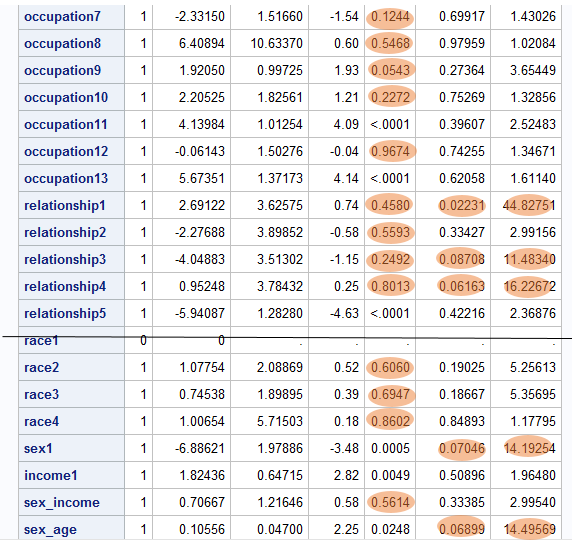 occupation7 1 -2.33150 1.51660 -1.54 0.1244 0.69917 1.43026
occupation8 1 6.40894 10.63370 0.60 0.5468 0.97959 1.02084
occupation9 1 1.92050 0.99725 1.93 0.0543 0.27364 3.65449
occupation10 1 2.20525 1.82561 1.21 0.2272 0.75269 1.32856
occupation11 1 4.13984 1.01254 4.09 <.0001 0.39607 2.52483
occupation12 1 -0.06143 1.50276 -0.04 0.9674 0.74255 1.34671
occupation13 1 5.67351 1.37173 4.14 <.0001 0.62058 1.61140
relationship1 1 2.69122 3.62575 0.74 0.4580 0.02231 44.82751
relationship2 1 -2.27688 3.89852 -0.58 0.5593 0.33427 2.99156
relationship3 1 -4.04883 3.51302 -1.15 0.2492 0.08708 11.48340
relationship4 1 0.95248 3.78432 0.25 0.8013 0.06163 16.22672
relationship5 1 -5.94087 1.28280 -4.63 <.0001 0.42216 2.36876
race1 0 0 . . . . .
race2 1 1.07754 2.08869 0.52 0.6060 0.19025 5.25613
race3 1 0.74538 1.89895 0.39 0.6947 0.18667 5.35695
race4 1 1.00654 5.71503 0.18 0.8602 0.84893 1.17795
sex1 1 -6.88621 1.97886 -3.48 0.0005 0.07046 14.19254
income1 1 1.82436 0.64715 2.82 0.0049 0.50896 1.96480
sex_income 1 0.70667 1.21646 0.58 0.5614 0.33385 2.99540
sex_age 1 0.10556 0.04700 2.25 0.0248 0.06899 14.49569